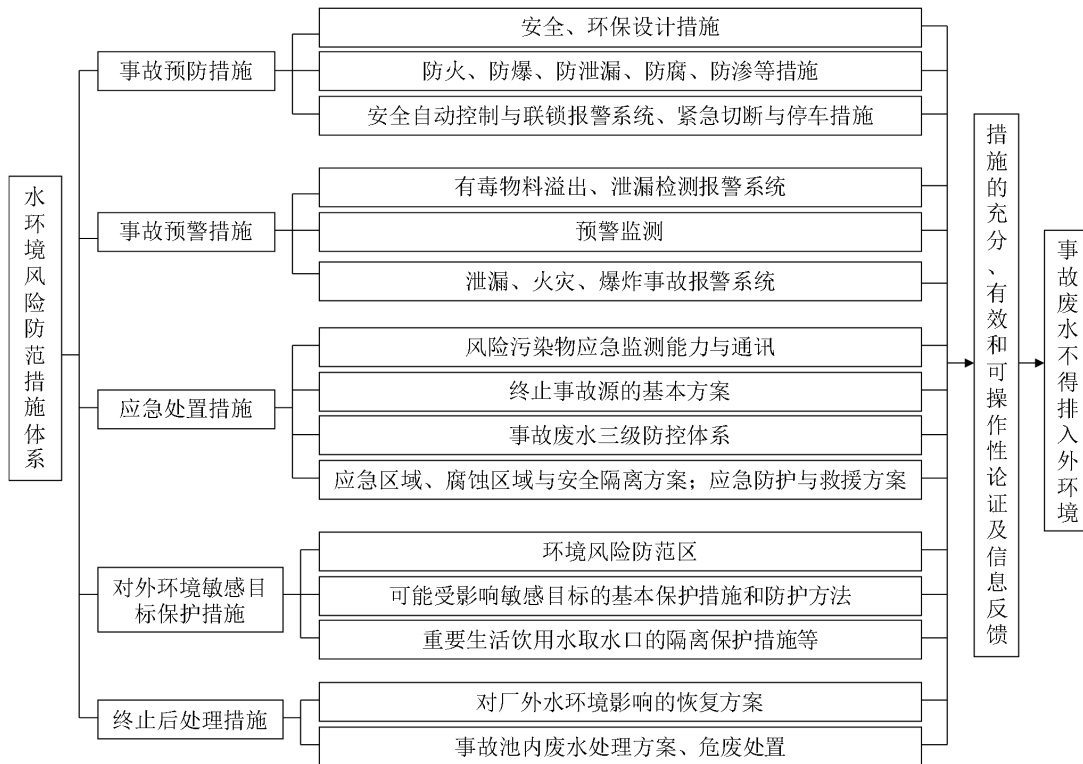 水环境风险防范措施体系
事故预防措施
安全、环保设计措施
防火、防爆、防泄漏、防腐、防渗等措施
安全自动控制与联锁报警系统、紧急切断与停车措施
事故预警措施
有毒物料溢出、泄漏检测报警系统
预警监测
泄漏、火灾、爆炸事故报警系统
应急处置措施
风险污染物应急监测能力与通讯
终止事故源的基本方案
事故废水三级防控体系
应急区域、腐蚀区域与安全隔离方案；应急防护与救援方案
对外环境敏感目
标保护措施
环境风险防范区
可能受影响敏感目标的基本保护措施和防护方法
重要生活饮用水取水口的隔离保护措施等
终止后处理措施
对厂外水环境影响的恢复方案
事故池内废水处理方案、危废处置
措施的充分、有效和可操作性论证及信息反馈
事故废水不得排入外环境